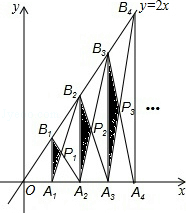 y
B₄ y=2x
B₃
B₂
P₃
B₁
P₂
P₁
O A₁ A₂ A₃ A₄ x